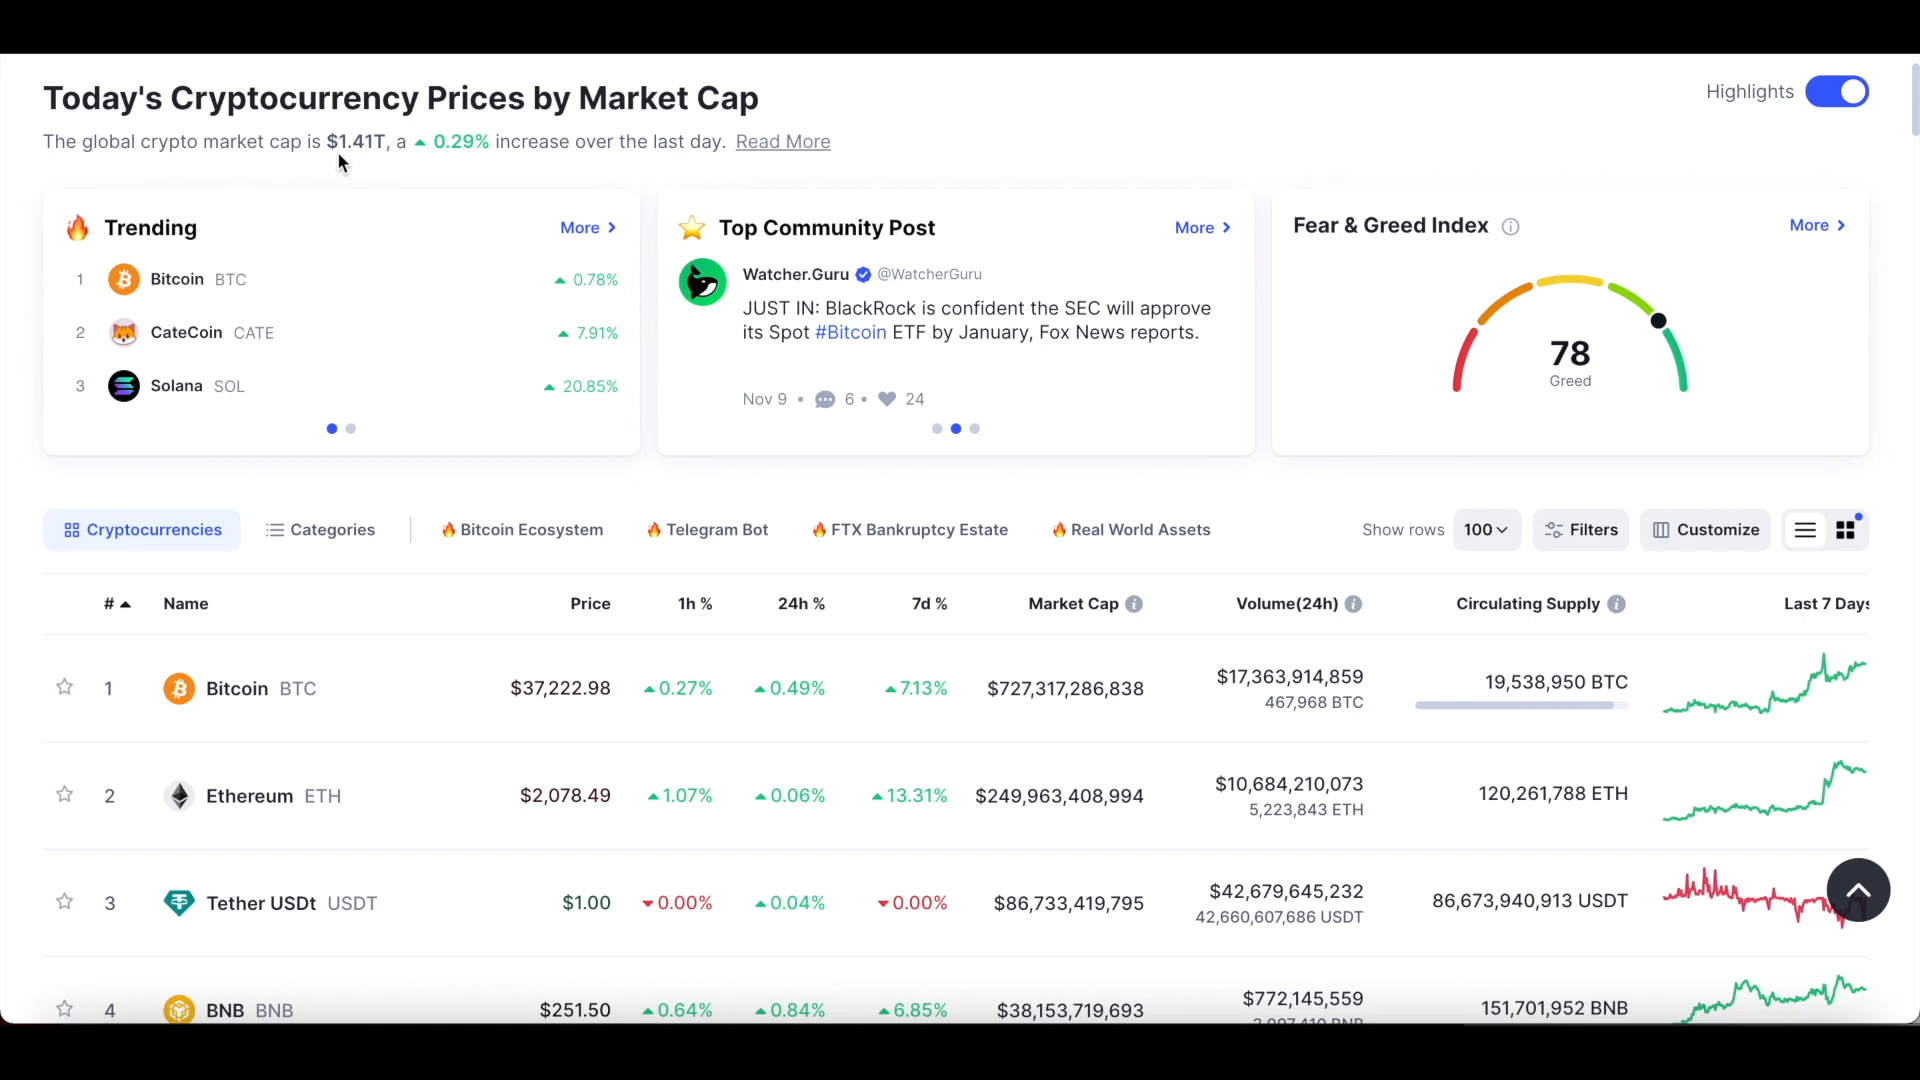 Today's Cryptocurrency Prices by Market Cap
Highlights
The global crypto market cap is $1.41T, a 0.29% increase over the last day. Read More
Trending
More
1 Bitcoin BTC 0.78%
2 CateCoin CATE 7.91%
3 Solana SOL 20.85%
Top Community Post
More
Watcher.Guru @WatcherGuru
JUST IN: BlackRock is confident the SEC will approve
its Spot #Bitcoin ETF by January, Fox News reports.
Nov 9 • 6 • 24
Fear & Greed Index
More
78
Greed
Cryptocurrencies Categories Bitcoin Ecosystem Telegram Bot FTX Bankruptcy Estate Real World Assets Show rows 100 Filters Customize
# Name Price 1h % 24h % 7d % Market Cap Volume(24h) Circulating Supply Last 7 Days
1 Bitcoin BTC $37,222.98 0.27% 0.49% 7.13% $727,317,286,838 $17,363,914,859 19,538,950 BTC
467,968 BTC
2 Ethereum ETH $2,078.49 1.07% 0.06% 13.31% $249,963,408,994 $10,684,210,073 120,261,788 ETH
5,223,843 ETH
3 Tether USDt USDT $1.00 0.00% 0.04% 0.00% $86,733,419,795 $42,679,645,232 86,673,940,913 USDT
42,660,607,686 USDT
4 BNB BNB $251.50 0.64% 0.84% 6.85% $38,153,719,693 $772,145,559 151,701,952 BNB